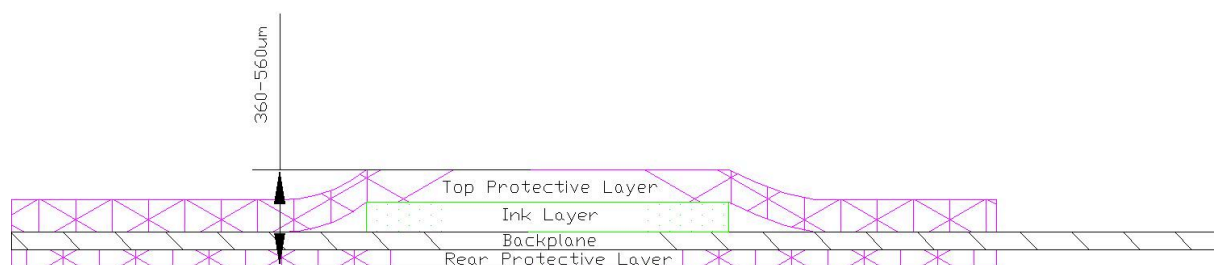 360-560um
Top Protective Layer
Ink Layer
Backplane
Rear Protective Layer